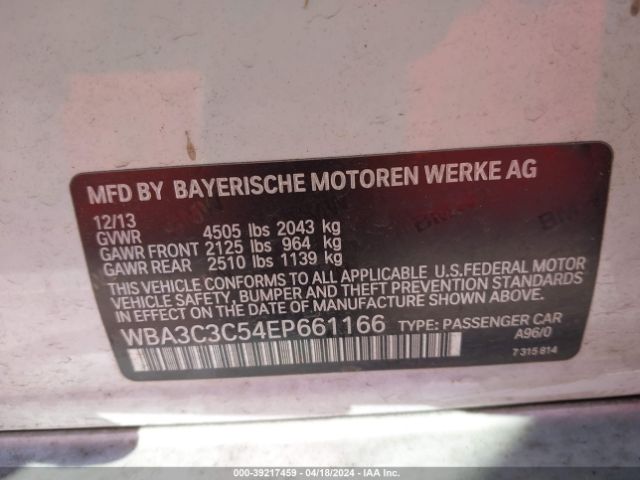 MFD BY BAYERISCHE MOTOREN WERKE AG
12/13
GVWR 4505 lbs 2043 kg
GAWR FRONT 2125 lbs 964 kg
GAWR REAR 2510 lbs 1139 kg
THIS VEHICLE CONFORMS TO ALL APPLICABLE U.S.FEDERAL MOTOR
VEHICLE SAFETY, BUMPER AND THEFT PREVENTION STANDARDS
IN EFFECT ON THE DATE OF MANUFACTURE SHOWN ABOVE.
WBA3C3C54EP661166 TYPE: PASSENGER CAR
A96/0
7 315 814
000-39217459 - 04/18/2024 - IAA Inc.